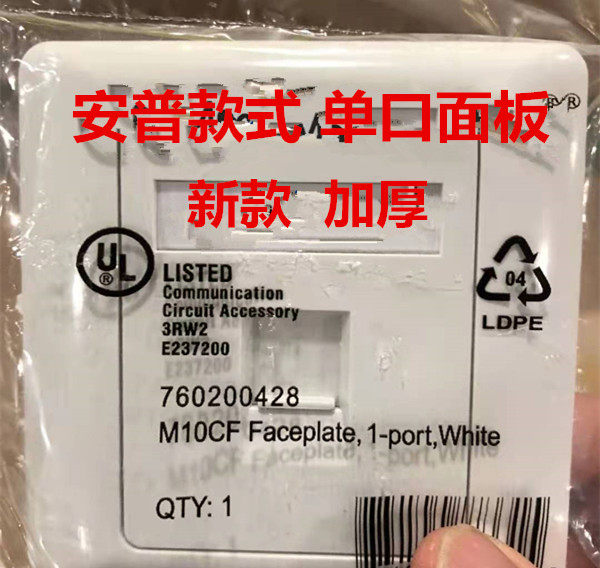 安普款式 单口面板
新款 加厚
UL
LISTED
Communication
Circuit Accessory
3RW2
E237200
04
LDPE
760200428
M10CF Faceplate, 1-port,White
QTY: 1